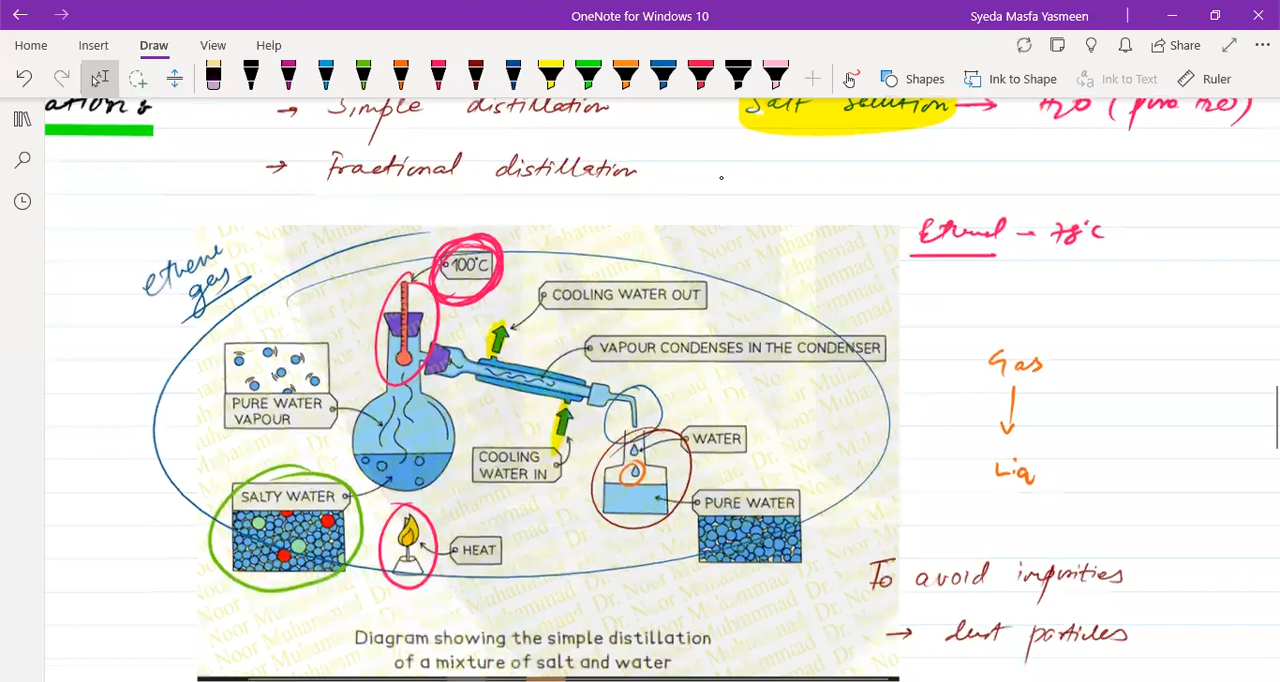 OneNote for Windows 10
Syeda Masfa Yasmeen
Home Insert Draw View Help
Share
Shapes Ink to Shape Ink to Text Ruler
→ Simple distillation
Salt solution → H2O (pure H2O)
→ Fractional distillation
Ethanol – 78°C
ethene
gas
100°C
COOLING WATER OUT
VAPOUR CONDENSES IN THE CONDENSER
Gas
↓
Liq
PURE WATER
VAPOUR
COOLING
WATER IN
WATER
SALTY WATER
PURE WATER
HEAT
To avoid impurities
→ dust particles
Diagram showing the simple distillation
of a mixture of salt and water
Dr. Noor Muhammad